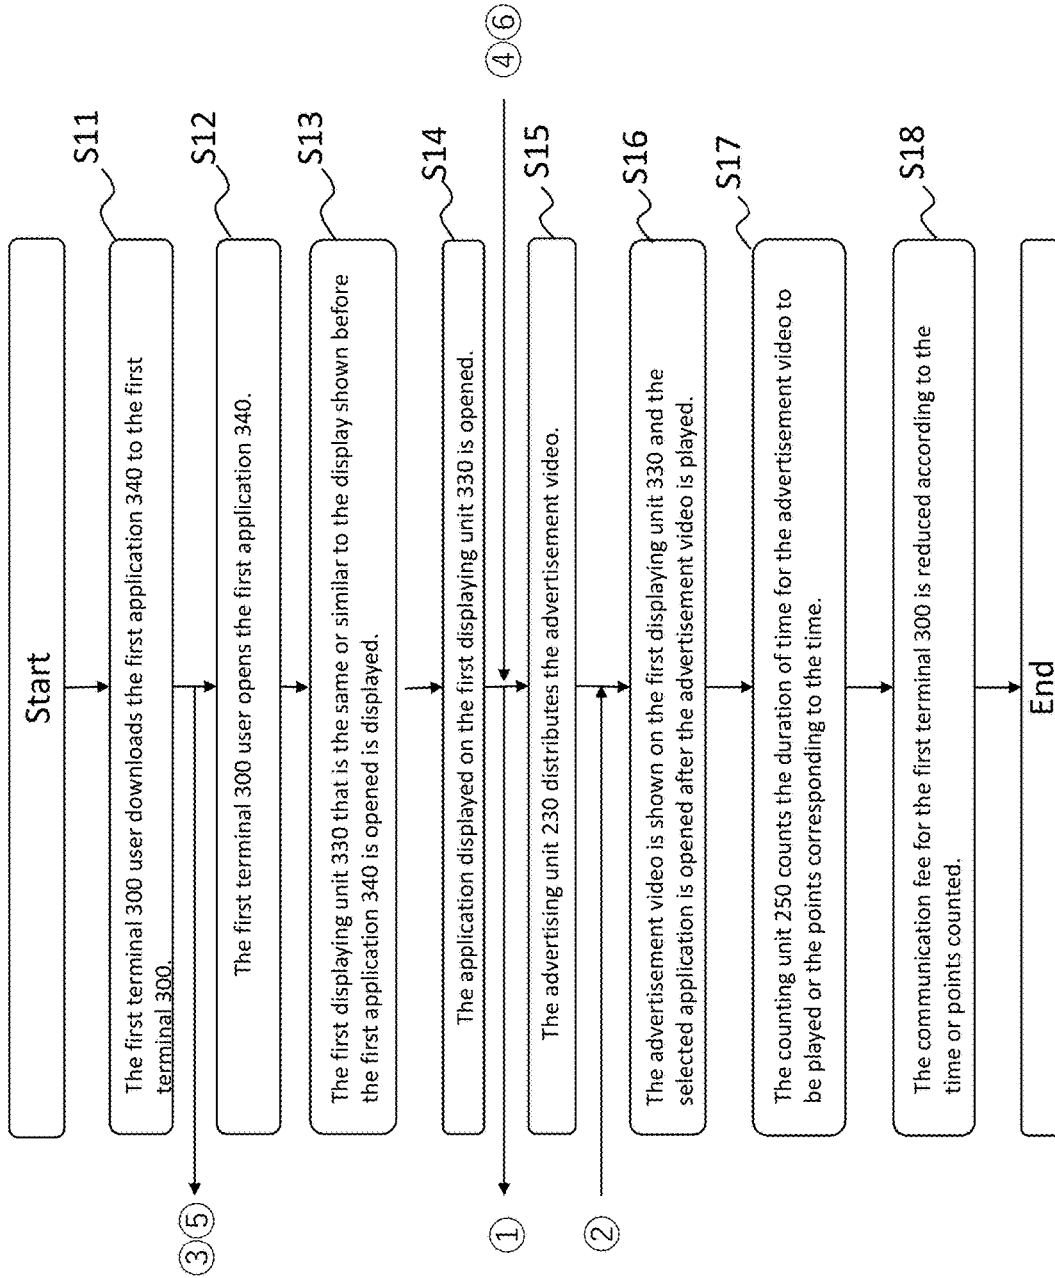 Start
S11
The first terminal 300 user downloads the first application 340 to the first
terminal 300.
③⑤
S12
The first terminal 300 user opens the first application 340.
S13
The first displaying unit 330 that is the same or similar to the display shown before
the first application 340 is opened is displayed.
S14
The application displayed on the first displaying unit 330 is opened.
①
④⑥
S15
The advertising unit 230 distributes the advertisement video.
②
S16
The advertisement video is shown on the first displaying unit 330 and the
selected application is opened after the advertisement video is played.
S17
The counting unit 250 counts the duration of time for the advertisement video to
be played or the points corresponding to the time.
S18
The communication fee for the first terminal 300 is reduced according to the
time or points counted.
End